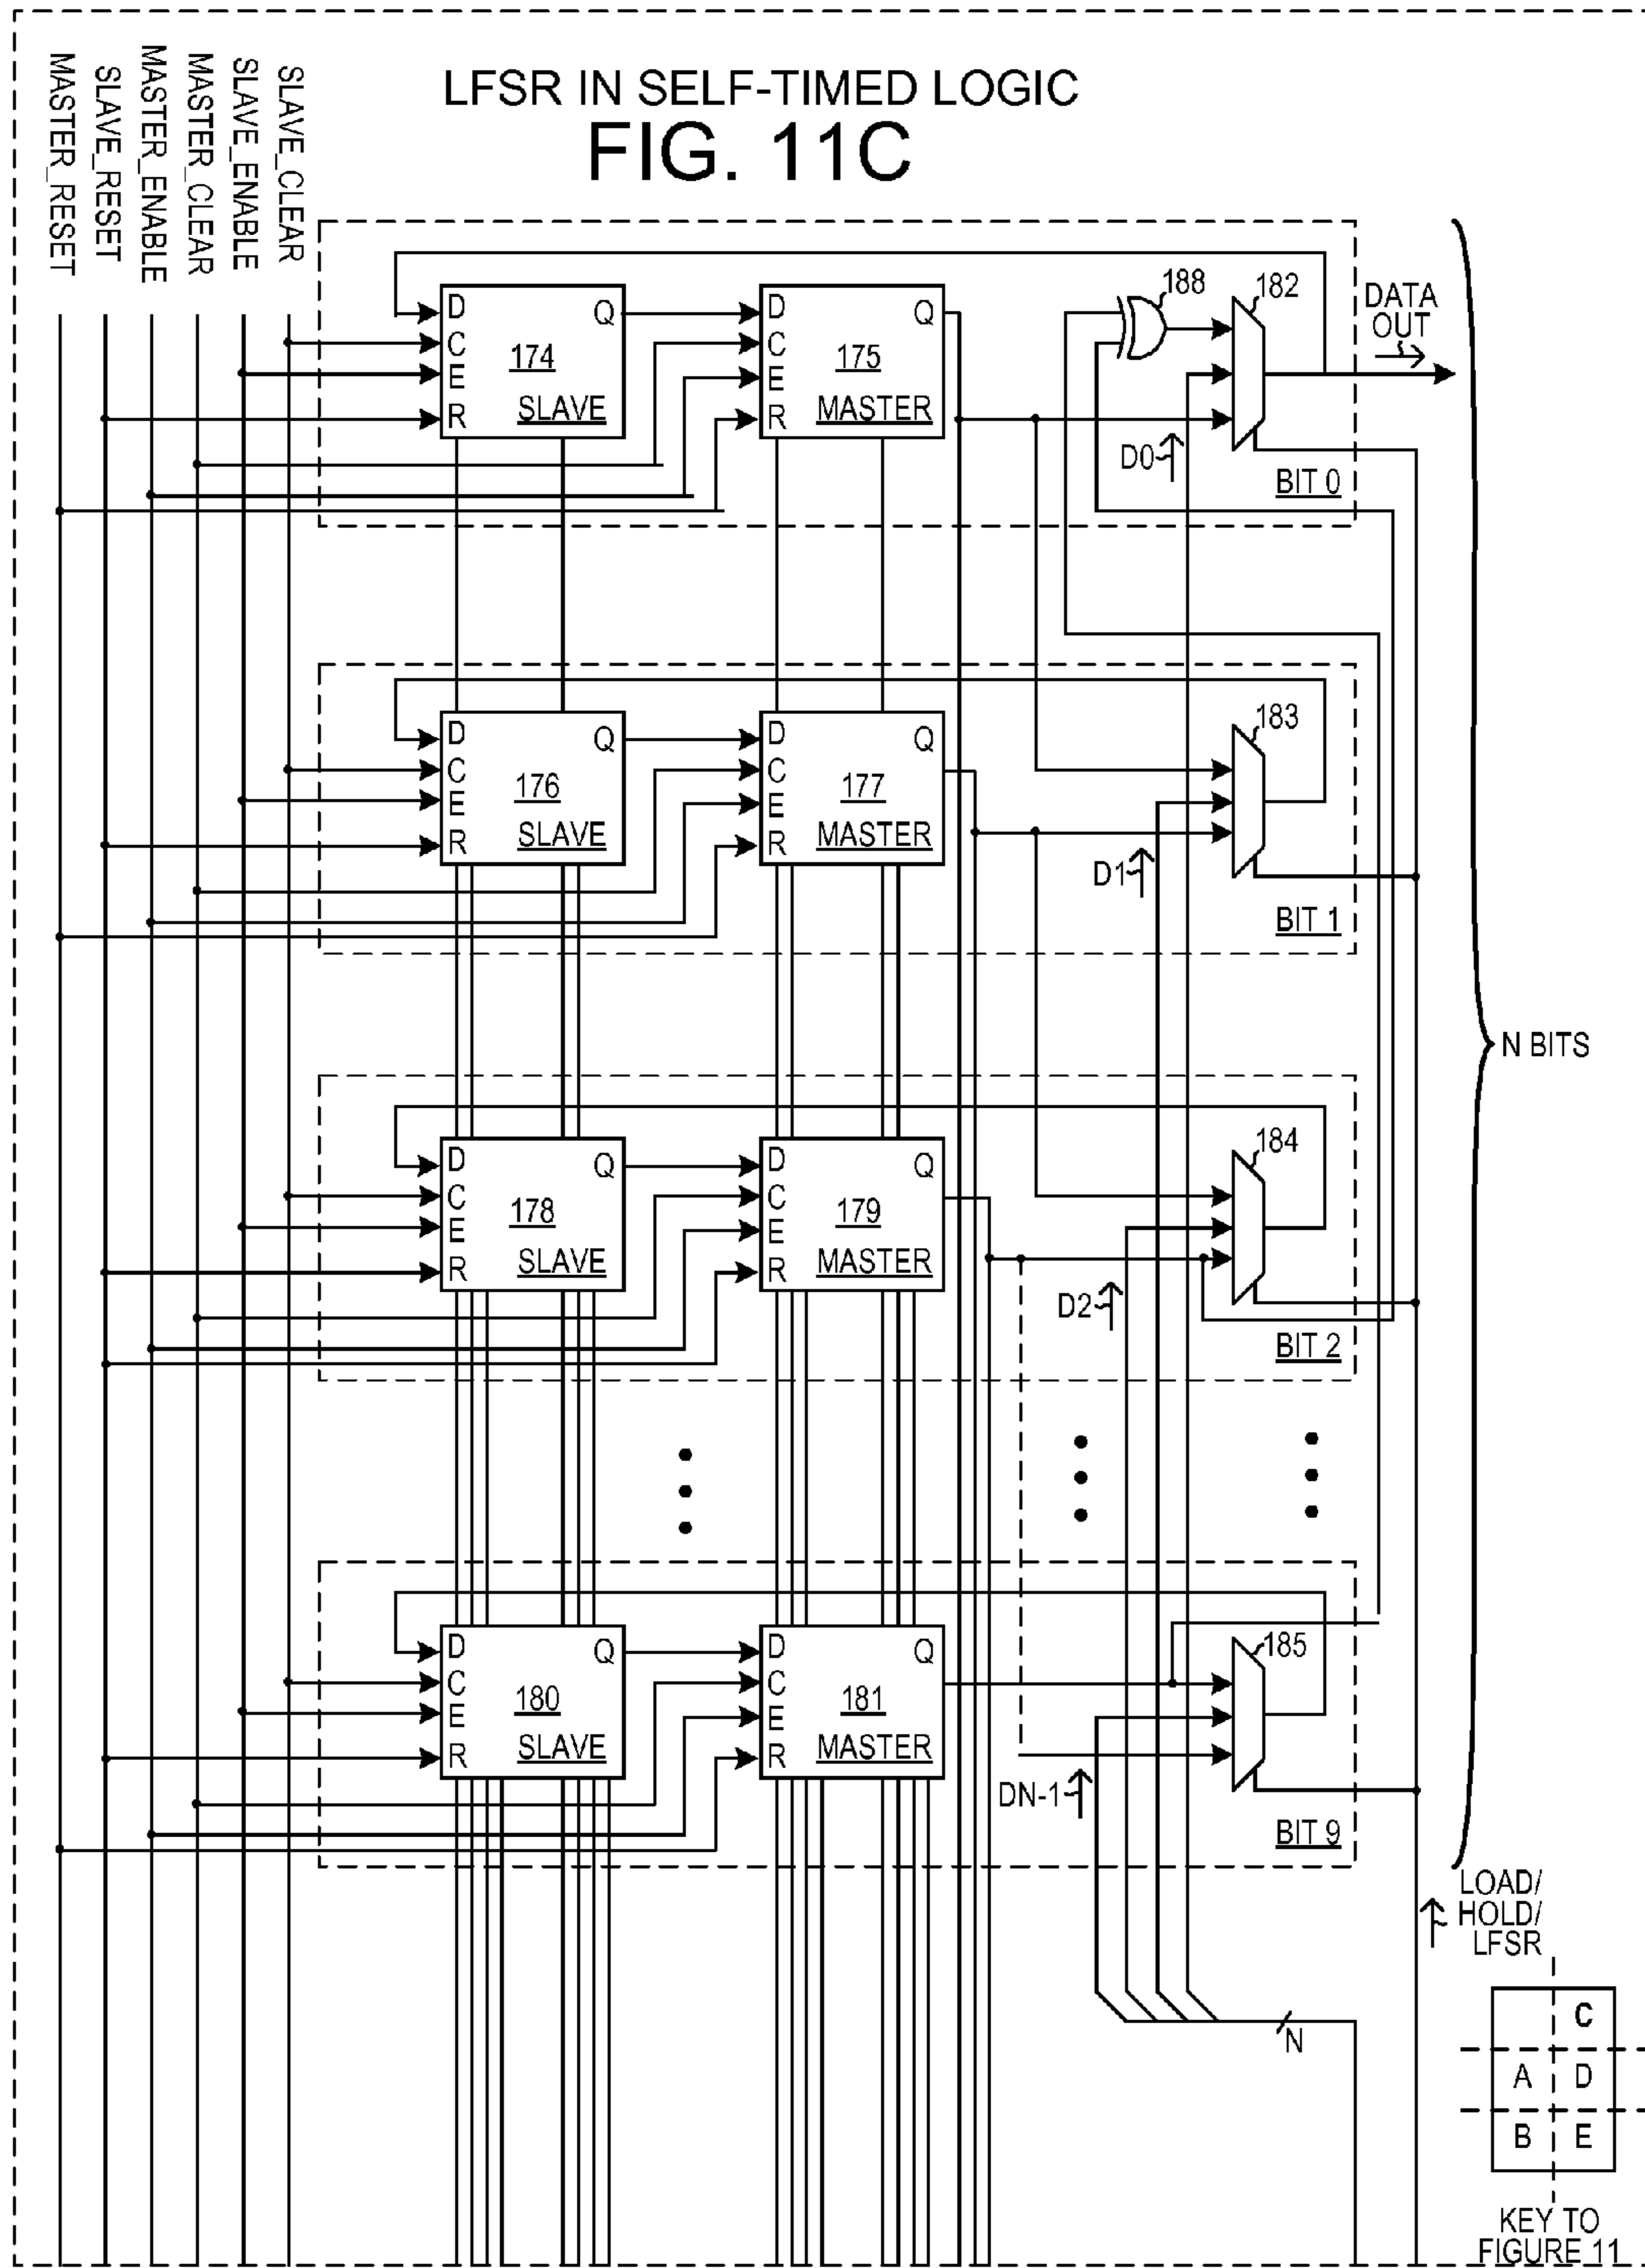 LFSR IN SELF-TIMED LOGIC
FIG. 11C
MASTER_RESET
SLAVE_RESET
MASTER_ENABLE
MASTER_CLEAR
SLAVE_ENABLE
SLAVE_CLEAR
D
C
E
R
Q
174
SLAVE
D
C
E
R
Q
175
MASTER
188
182
DATA
OUT
D0
BIT 0
D
C
E
R
Q
176
SLAVE
D
C
E
R
Q
177
MASTER
183
D1
BIT 1
N BITS
D
C
E
R
Q
178
SLAVE
D
C
E
R
Q
179
MASTER
184
D2
BIT 2
D
C
E
R
Q
180
SLAVE
D
C
E
R
Q
181
MASTER
185
DN-1
BIT 9
LOAD/
HOLD/
LFSR
N
C
A D
B E
KEY TO
FIGURE 11